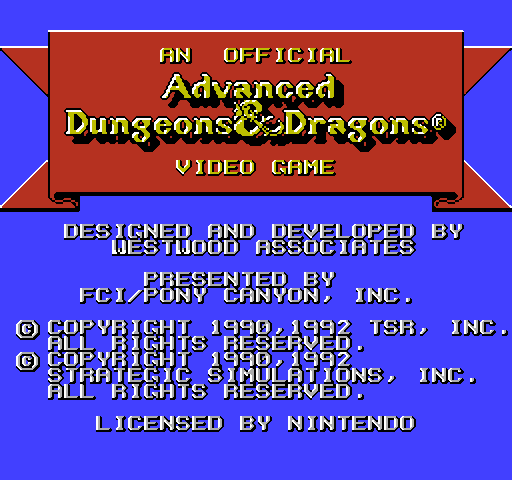 AN OFFICIAL
Advanced
Dungeons & Dragons®
VIDEO GAME
DESIGNED AND DEVELOPED BY
WESTWOOD ASSOCIATES
PRESENTED BY
FCI/PONY CANYON, INC.
© COPYRIGHT 1990,1992 TSR, INC.
ALL RIGHTS RESERVED.
© COPYRIGHT 1990,1992
STRATEGIC SIMULATIONS, INC.
ALL RIGHTS RESERVED.
LICENSED BY NINTENDO